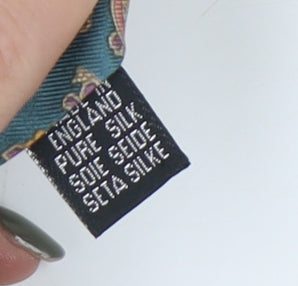 ENGLAND
PURE SILK
SOIE SEIDE
SETA SILKE